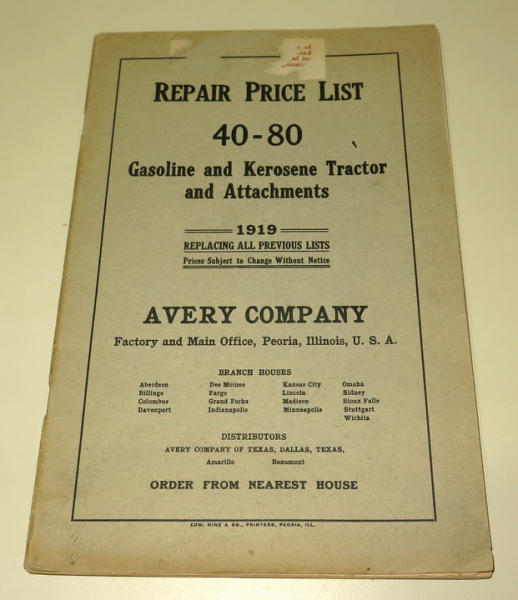 of
REPAIR PRICE LIST
40-80
Gasoline and Kerosene Tractor
and Attachments
1919
REPLACING ALL PREVIOUS LISTS
Prices Subject to Change Without Notice
AVERY COMPANY
Factory and Main Office, Peoria, Illinois, U. S. A.
BRANCH HOUSES
Aberdeen Des Moines Kansas City Omaha
Billings Fargo Lincoln Sidney
Columbus Grand Forks Madison Sioux Falls
Davenport Indianapolis Minneapolis Stuttgart
Wichita
DISTRIBUTORS
AVERY COMPANY OF TEXAS, DALLAS, TEXAS,
Amarillo Beaumont
ORDER FROM NEAREST HOUSE
EDW. HINE & CO., PRINTERS, PEORIA, ILL.